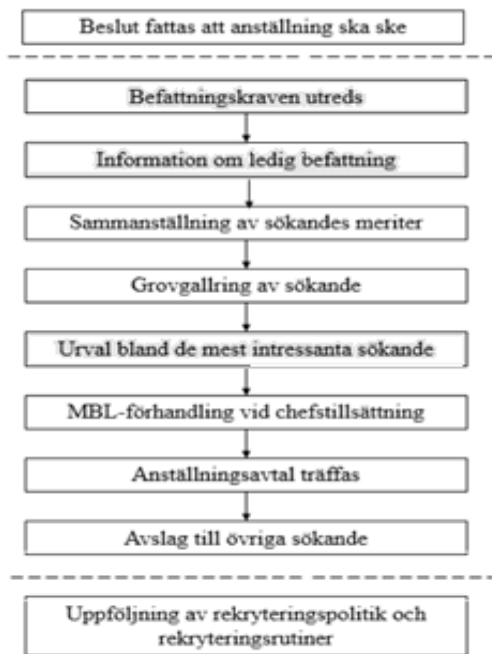 Beslut fattas att anställning ska ske
Befattningskraven utreds
Information om ledig befattning
Sammanställning av sökandes meriter
Grovgallring av sökande
Urval bland de mest intressanta sökande
MBL-förhandling vid chefstillsättning
Anställningsavtal träffas
Avslag till övriga sökande
Uppföljning av rekryteringspolitik och
rekryteringsrutiner